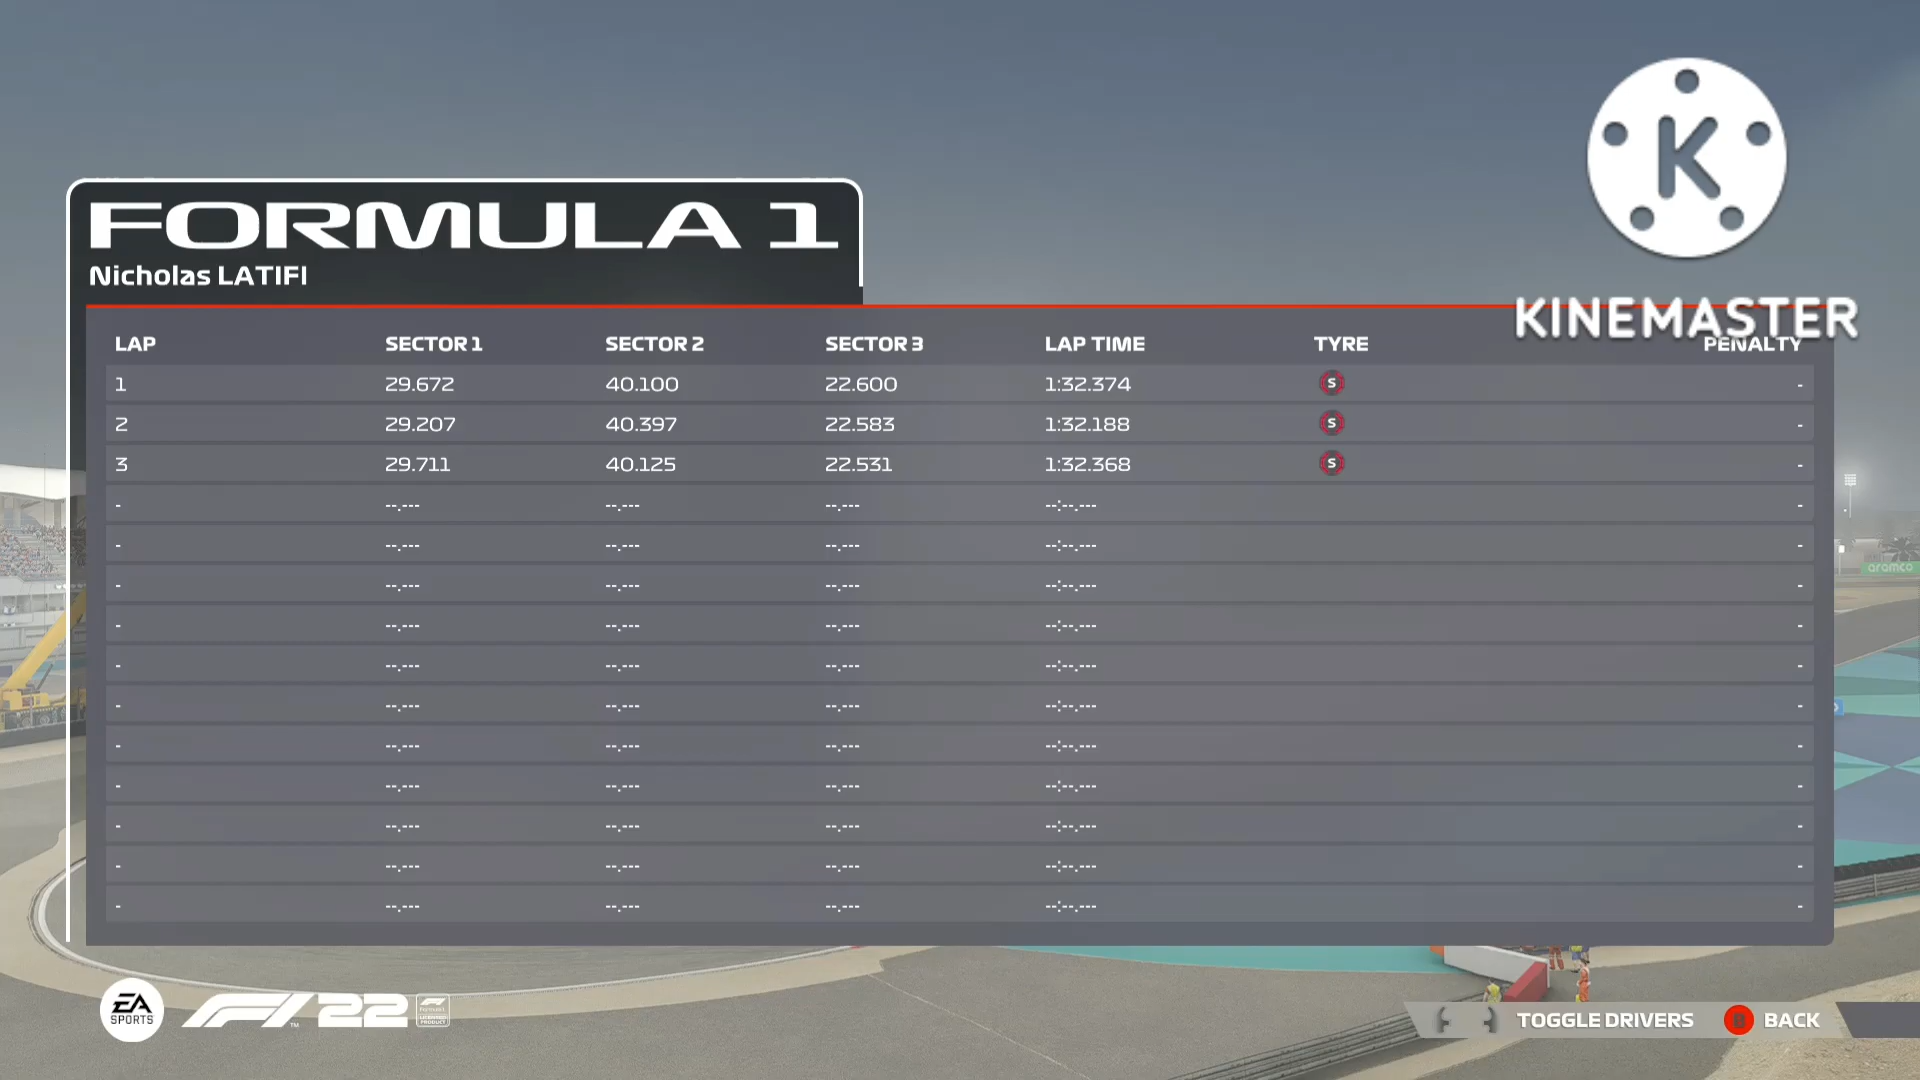 FORMULA 1
Nicholas LATIFI
K
KINEMASTER
LAP SECTOR 1 SECTOR 2 SECTOR 3 LAP TIME TYRE PENALTY
1 29.672 40.100 22.600 1:32.374 S -
2 29.207 40.397 22.583 1:32.188 S -
3 29.711 40.125 22.531 1:32.368 S -
- --.--- --.--- --.--- --:--.--- -
- --.--- --.--- --.--- --:--.--- -
- --.--- --.--- --.--- --:--.--- -
- --.--- --.--- --.--- --:--.--- -
- --.--- --.--- --.--- --:--.--- -
- --.--- --.--- --.--- --:--.--- -
- --.--- --.--- --.--- --:--.--- -
- --.--- --.--- --.--- --:--.--- -
- --.--- --.--- --.--- --:--.--- -
- --.--- --.--- --.--- --:--.--- -
- --.--- --.--- --.--- --:--.--- -
aramco
EA SPORTS F1 22
TOGGLE DRIVERS B BACK